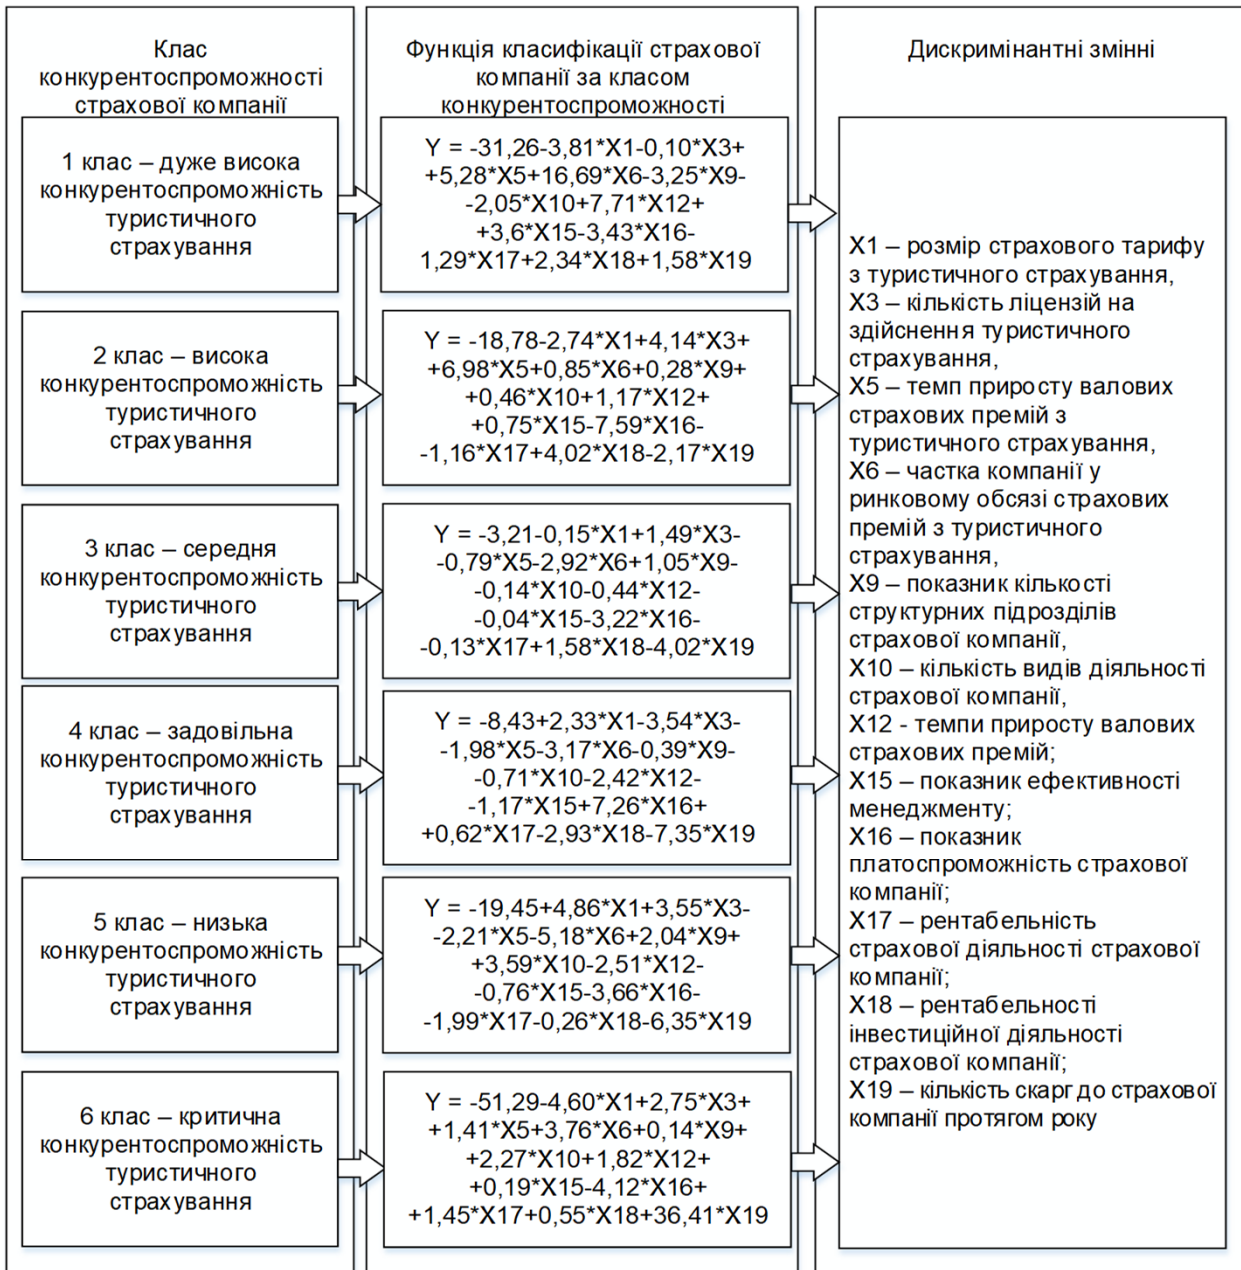 Клас
конкурентоспроможності
страхової компанії
1 клас – дуже висока
конкурентоспроможність
туристичного
страхування
2 клас – висока
конкурентоспроможність
туристичного
страхування
3 клас – середня
конкурентоспроможність
туристичного
страхування
4 клас – задовільна
конкурентоспроможність
туристичного
страхування
5 клас – низька
конкурентоспроможність
туристичного
страхування
6 клас – критична
конкурентоспроможність
туристичного
страхування
Функція класифікації страхової
компанії за класом
конкурентоспроможності
Y = -31,26-3,81*X1-0,10*X3+
+5,28*X5+16,69*X6-3,25*X9-
-2,05*X10+7,71*X12+
+3,6*X15-3,43*X16-
1,29*X17+2,34*X18+1,58*X19
Y = -18,78-2,74*X1+4,14*X3+
+6,98*X5+0,85*X6+0,28*X9+
+0,46*X10+1,17*X12+
+0,75*X15-7,59*X16-
-1,16*X17+4,02*X18-2,17*X19
Y = -3,21-0,15*X1+1,49*X3-
-0,79*X5-2,92*X6+1,05*X9-
-0,14*X10-0,44*X12-
-0,04*X15-3,22*X16-
-0,13*X17+1,58*X18-4,02*X19
Y = -8,43+2,33*X1-3,54*X3-
-1,98*X5-3,17*X6-0,39*X9-
-0,71*X10-2,42*X12-
-1,17*X15+7,26*X16+
+0,62*X17-2,93*X18-7,35*X19
Y = -19,45+4,86*X1+3,55*X3-
-2,21*X5-5,18*X6+2,04*X9+
+3,59*X10-2,51*X12-
-0,76*X15-3,66*X16-
-1,99*X17-0,26*X18-6,35*X19
Y = -51,29-4,60*X1+2,75*X3+
+1,41*X5+3,76*X6+0,14*X9+
+2,27*X10+1,82*X12+
+0,19*X15-4,12*X16+
+1,45*X17+0,55*X18+36,41*X19
Дискримінантні змінні
X1 – розмір страхового тарифу
з туристичного страхування,
X3 – кількість ліцензій на
здійснення туристичного
страхування,
X5 – темп приросту валових
страхових премій з
туристичного страхування,
X6 – частка компанії у
ринковому обсязі страхових
премій з туристичного
страхування,
X9 – показник кількості
структурних підрозділів
страхової компанії,
X10 – кількість видів діяльності
страхової компанії,
X12 - темпи приросту валових
страхових премій;
X15 – показник ефективності
менеджменту;
X16 – показник
платоспроможність страхової
компанії;
X17 – рентабельність
страхової діяльності страхової
компанії;
X18 – рентабельності
інвестиційної діяльності
страхової компанії;
X19 – кількість скарг до страхової
компанії протягом року